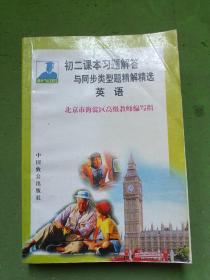 初二课本习题解答
与同步类型题精解精选
英语
北京市海淀区高级教师编写组
中国致公出版社